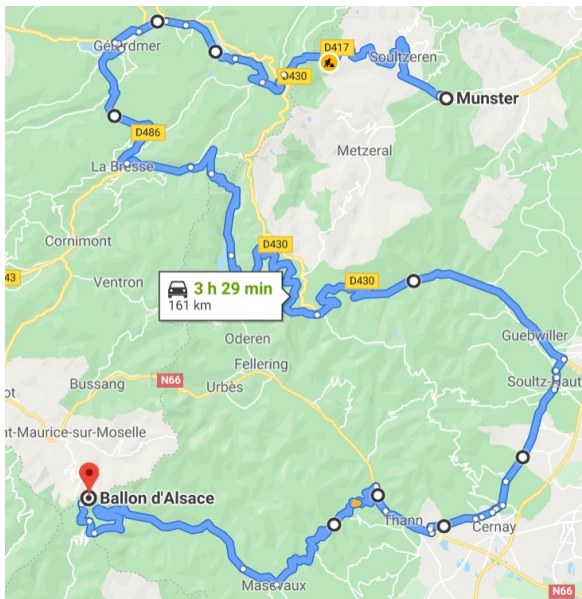 Gérardmer
D417
Soultzeren
D430
Munster
D486
Metzeral
La Bresse
Cornimont
D430
43
Ventron
3 h 29 min
161 km
D430
Oderen
Guebwiller
Fellering
Bussang
N66
Urbès
Soultz-Haut
nt-Maurice-sur-Moselle
Ballon d'Alsace
Thann
Cernay
Masevaux
N66